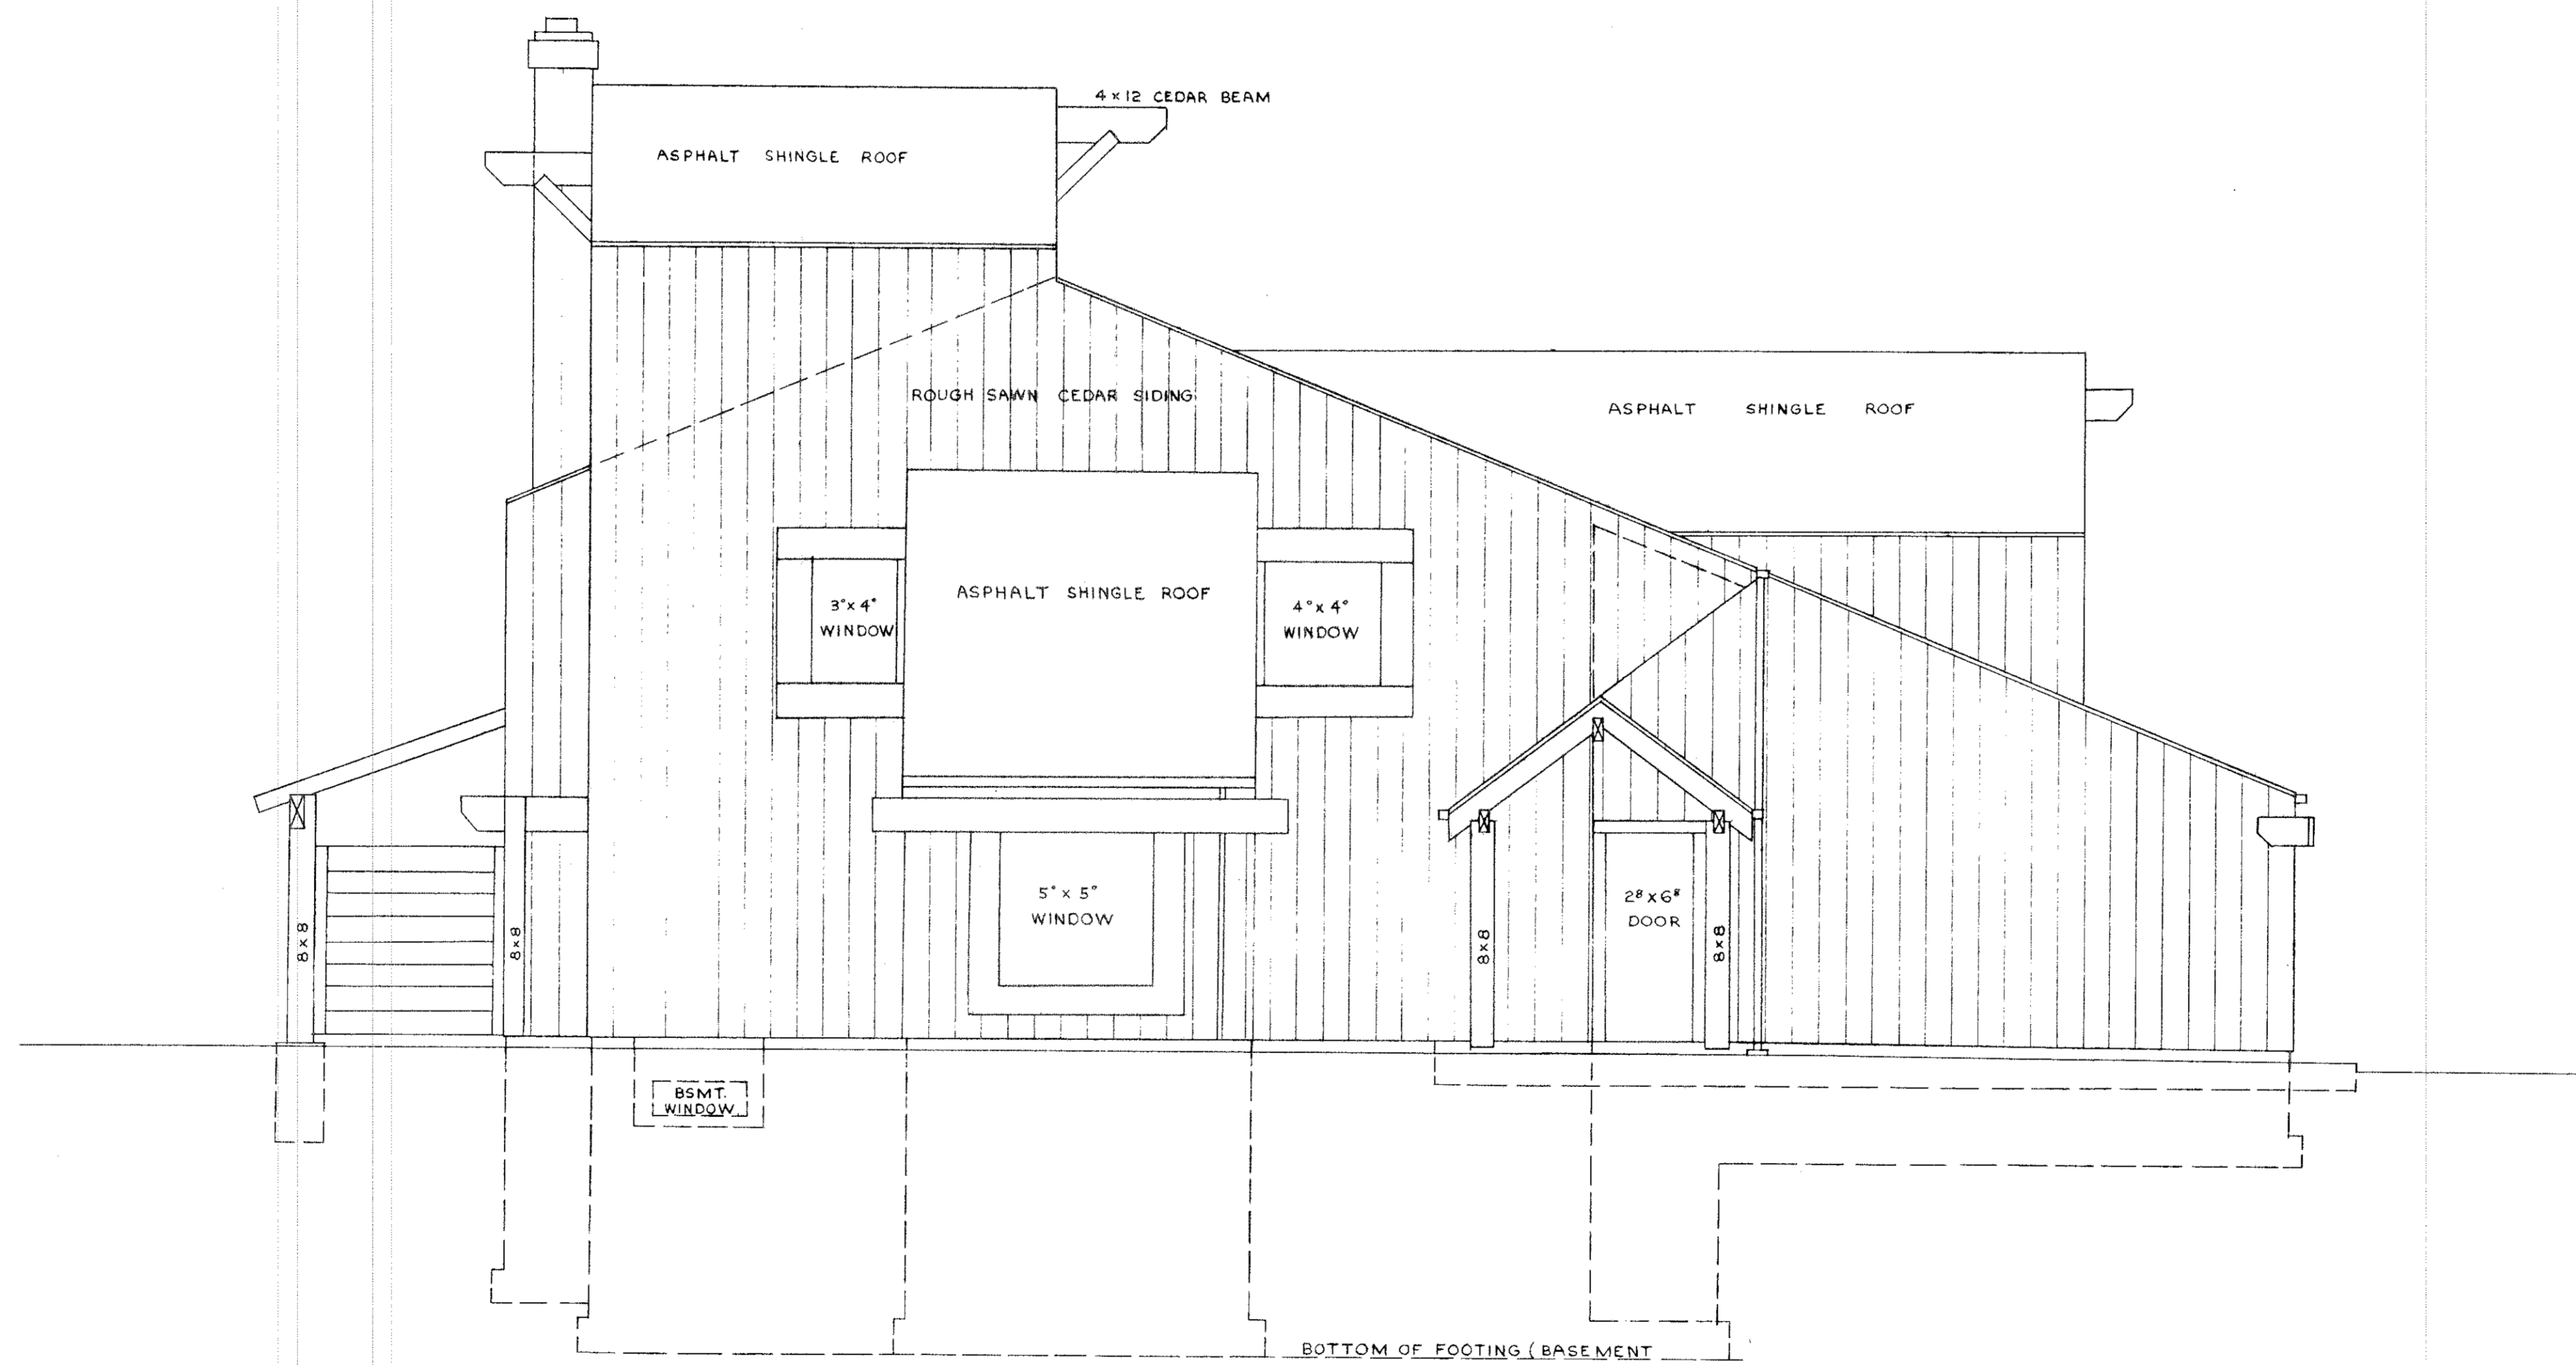 4 x 12 CEDAR BEAM
ASPHALT SHINGLE ROOF
ROUGH SAWN CEDAR SIDING
ASPHALT SHINGLE ROOF
ASPHALT SHINGLE ROOF
3° x 4°
WINDOW
4° x 4°
WINDOW
5° x 5°
WINDOW
2⁸ x 6⁸
DOOR
8 x 8
8 x 8
8 x 8
8 x 8
BSMT.
WINDOW
BOTTOM OF FOOTING (BASEMENT